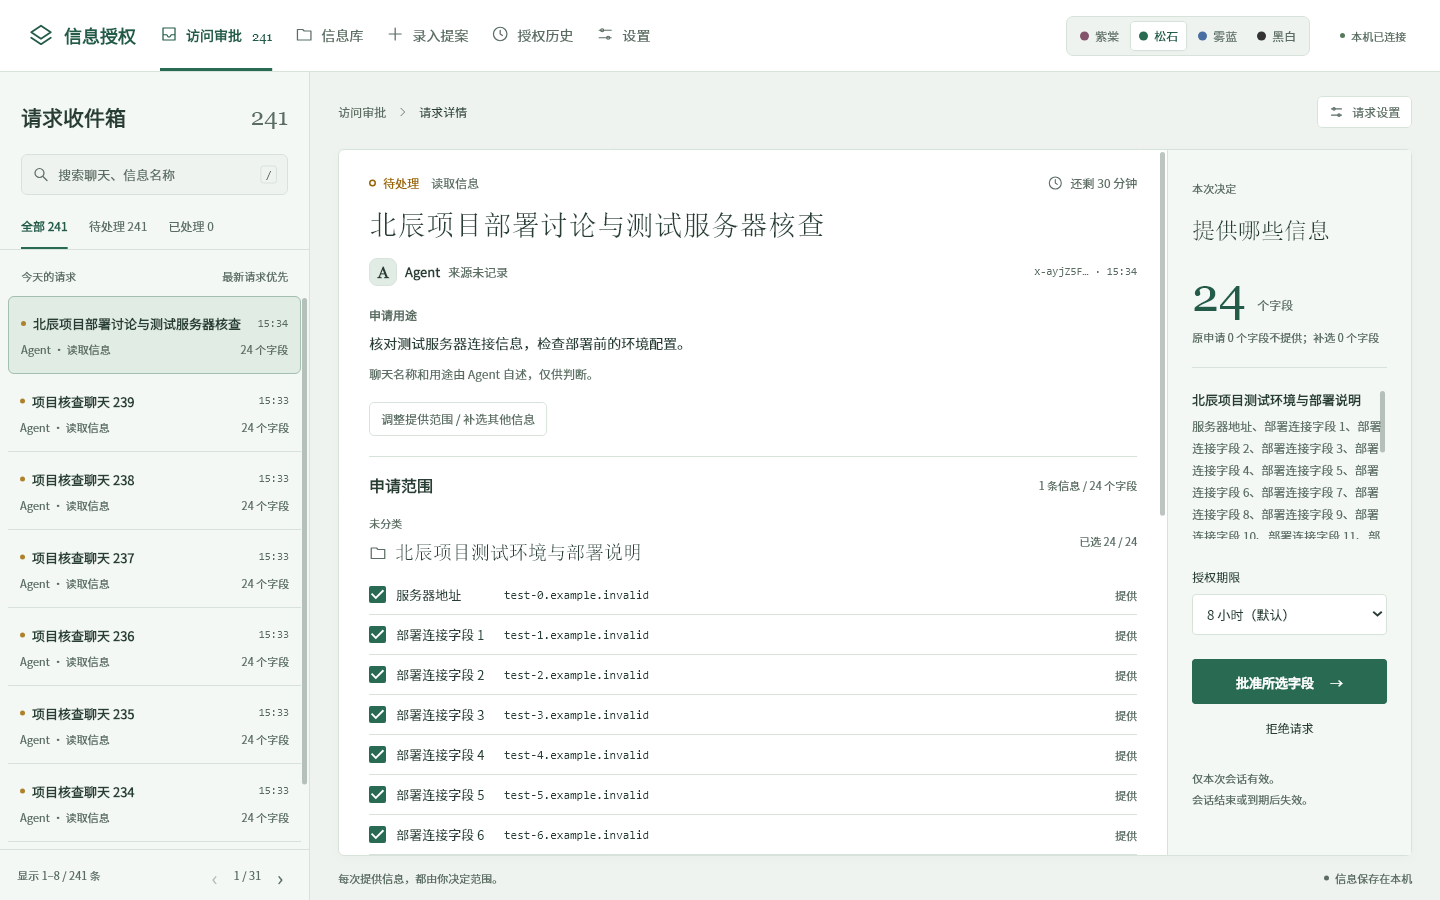 信息授权
访问审批 241
信息库
录入提案
授权历史
设置
紫棠
松石
雾蓝
黑白
本机已连接
请求收件箱 241
搜索聊天、信息名称 /
全部 241
待处理 241
已处理 0
今天的请求 最新请求优先
北辰项目部署讨论与测试服务器核查 15:34
Agent · 读取信息 24 个字段
项目核查聊天 239 15:33
Agent · 读取信息 24 个字段
项目核查聊天 238 15:33
Agent · 读取信息 24 个字段
项目核查聊天 237 15:33
Agent · 读取信息 24 个字段
项目核查聊天 236 15:33
Agent · 读取信息 24 个字段
项目核查聊天 235 15:33
Agent · 读取信息 24 个字段
项目核查聊天 234 15:33
Agent · 读取信息 24 个字段
显示 1–8 / 241 条 ‹ 1 / 31 ›
访问审批 > 请求详情
请求设置
待处理 读取信息 还剩 30 分钟
北辰项目部署讨论与测试服务器核查
A Agent 来源未记录 x-ayjZ5F… · 15:34
申请用途
核对测试服务器连接信息，检查部署前的环境配置。
聊天名称和用途由 Agent 自述，仅供判断。
调整提供范围 / 补选其他信息
申请范围 1 条信息 / 24 个字段
未分类
北辰项目测试环境与部署说明 已选 24 / 24
服务器地址 test-0.example.invalid 提供
部署连接字段 1 test-1.example.invalid 提供
部署连接字段 2 test-2.example.invalid 提供
部署连接字段 3 test-3.example.invalid 提供
部署连接字段 4 test-4.example.invalid 提供
部署连接字段 5 test-5.example.invalid 提供
部署连接字段 6 test-6.example.invalid 提供
本次决定
提供哪些信息
24 个字段
原申请 0 个字段不提供；补选 0 个字段
北辰项目测试环境与部署说明
服务器地址、部署连接字段 1、部署
连接字段 2、部署连接字段 3、部署
连接字段 4、部署连接字段 5、部署
连接字段 6、部署连接字段 7、部署
连接字段 8、部署连接字段 9、部署
连接字段 10、部署连接字段 11、部
授权期限
8 小时（默认）
批准所选字段 →
拒绝请求
仅本次会话有效。
会话结束或到期后失效。
每次提供信息，都由你决定范围。
信息保存在本机